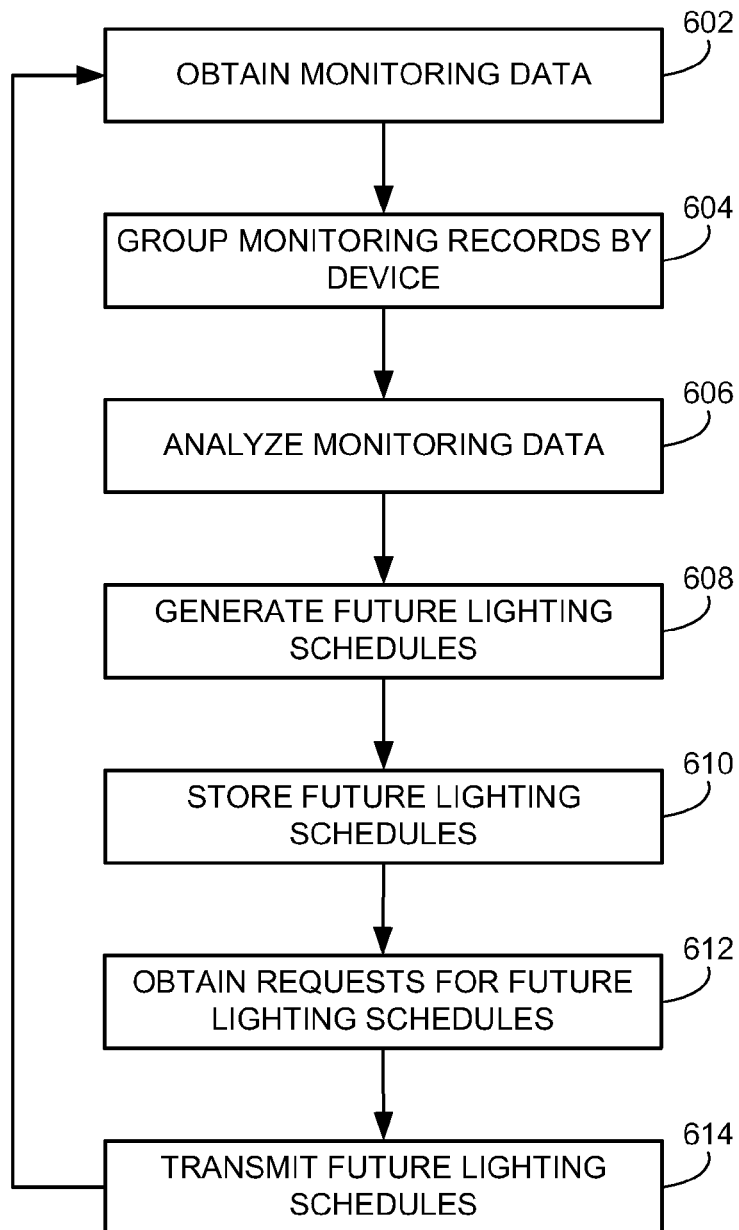 602
OBTAIN MONITORING DATA
604
GROUP MONITORING RECORDS BY
DEVICE
606
ANALYZE MONITORING DATA
608
GENERATE FUTURE LIGHTING
SCHEDULES
610
STORE FUTURE LIGHTING
SCHEDULES
612
OBTAIN REQUESTS FOR FUTURE
LIGHTING SCHEDULES
614
TRANSMIT FUTURE LIGHTING
SCHEDULES